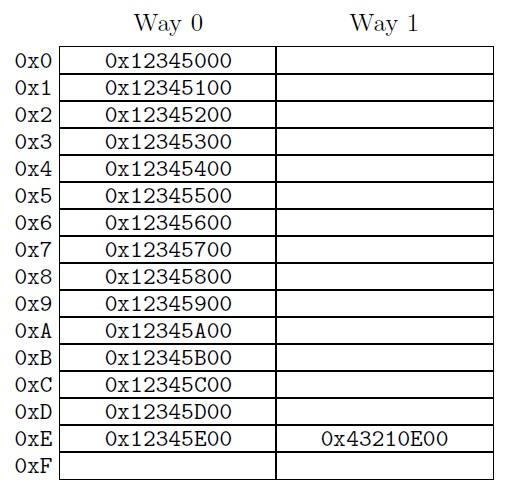 Way 0 Way 1
0x0 0x12345000
0x1 0x12345100
0x2 0x12345200
0x3 0x12345300
0x4 0x12345400
0x5 0x12345500
0x6 0x12345600
0x7 0x12345700
0x8 0x12345800
0x9 0x12345900
0xA 0x12345A00
0xB 0x12345B00
0xC 0x12345C00
0xD 0x12345D00
0xE 0x12345E00 0x43210E00
0xF